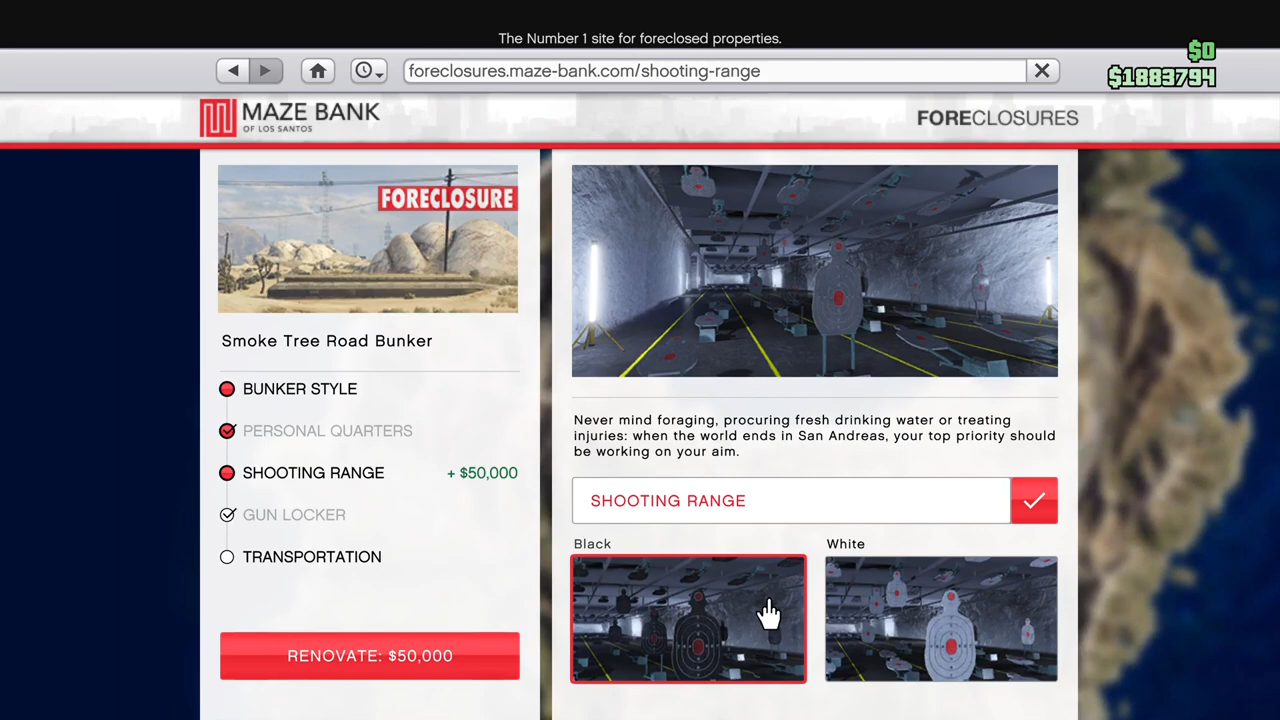 The Number 1 site for foreclosed properties.
$0
foreclosures.maze-bank.com/shooting-range
$1883794
MAZE BANK
OF LOS SANTOS
FORECLOSURES
FORECLOSURE
Smoke Tree Road Bunker
BUNKER STYLE
PERSONAL QUARTERS
SHOOTING RANGE + $50,000
GUN LOCKER
TRANSPORTATION
RENOVATE: $50,000
Never mind foraging, procuring fresh drinking water or treating
injuries: when the world ends in San Andreas, your top priority should
be working on your aim.
SHOOTING RANGE
Black
White